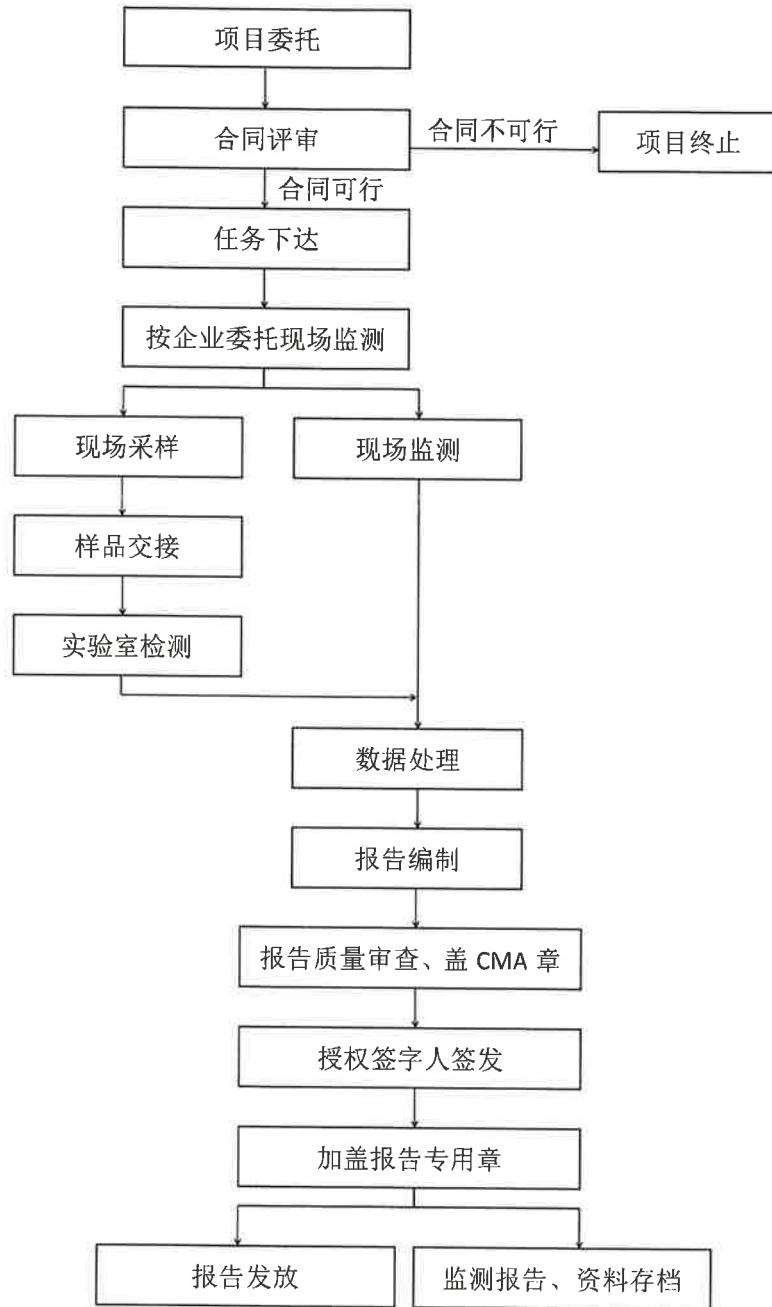 项目委托
合同评审
合同不可行
项目终止
合同可行
任务下达
按企业委托现场监测
现场采样
现场监测
样品交接
实验室检测
数据处理
报告编制
报告质量审查、盖 CMA 章
授权签字人签发
加盖报告专用章
报告发放
监测报告、资料存档